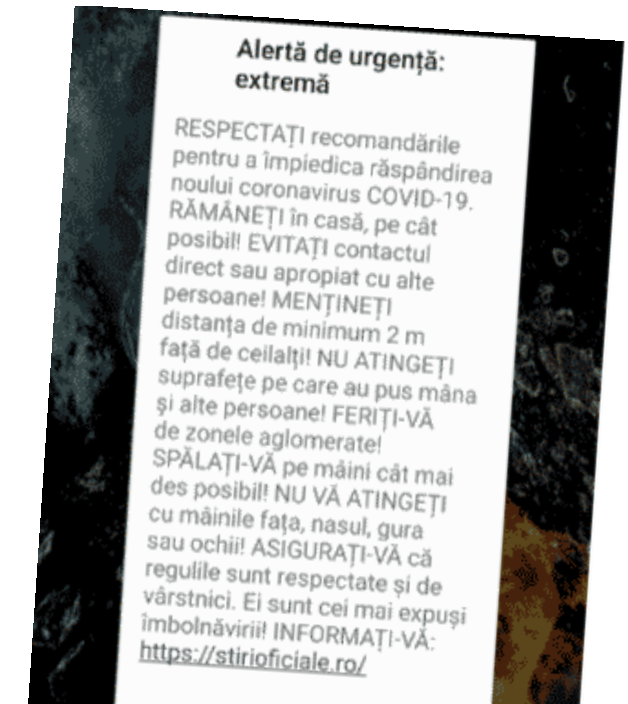 Alertă de urgență:
extremă
RESPECTAȚI recomandările
pentru a împiedica răspândirea
noului coronavirus COVID-19.
RĂMÂNEȚI în casă, pe cât
posibil! EVITAȚI contactul
direct sau apropiat cu alte
persoane! MENȚINEȚI
distanța de minimum 2 m
față de ceilalți! NU ATINGEȚI
suprafețe pe care au pus mâna
și alte persoane! FERIȚI-VĂ
de zonele aglomerate!
SPĂLAȚI-VĂ pe mâini cât mai
des posibil! NU VĂ ATINGEȚI
cu mâinile fața, nasul, gura
sau ochii! ASIGURAȚI-VĂ că
regulile sunt respectate și de
vârstnici. Ei sunt cei mai expuși
îmbolnăvirii! INFORMAȚI-VĂ:
https://stirioficiale.ro/